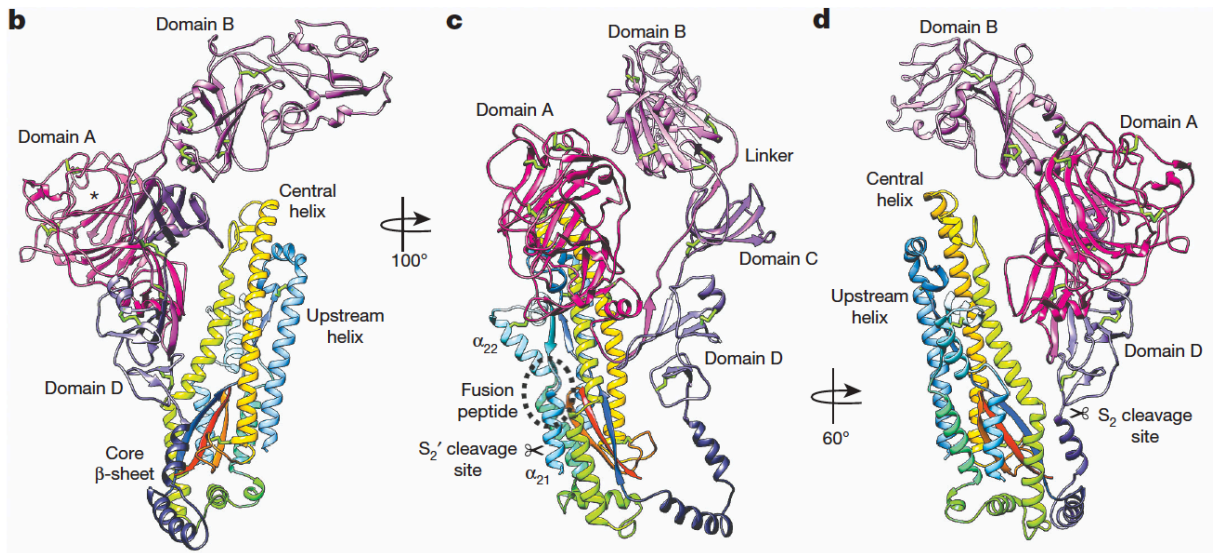 b
Domain B
Domain A
*
Central
helix
Upstream
helix
Domain D
Core
β-sheet
100°
c
Domain B
Domain A
Linker
Domain C
α22
Domain D
Fusion
peptide
S2′ cleavage
site
α21
60°
d
Domain B
Domain A
Central
helix
Upstream
helix
Domain D
S2 cleavage
site